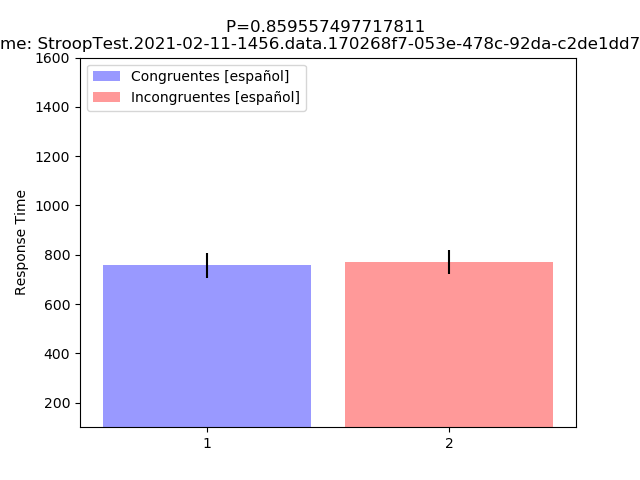 P=0.859557497717811
me: StroopTest.2021-02-11-1456.data.170268f7-053e-478c-92da-c2de1dd7
1600
1400
1200
1000
800
600
400
200
Response Time
Congruentes [español]
Incongruentes [español]
1
2